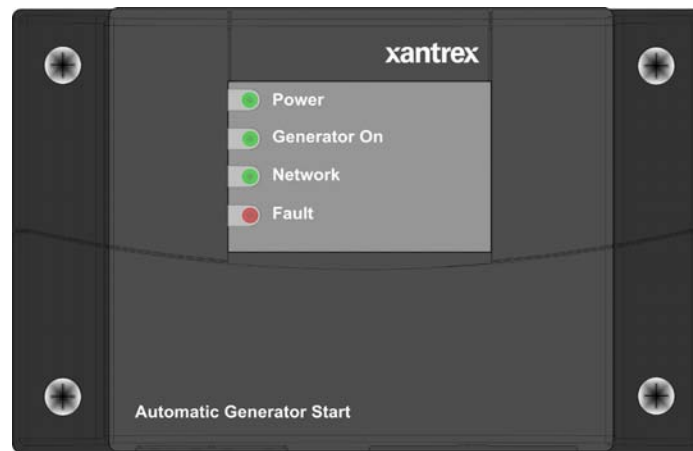 xantrex
Power
Generator On
Network
Fault
Automatic Generator Start